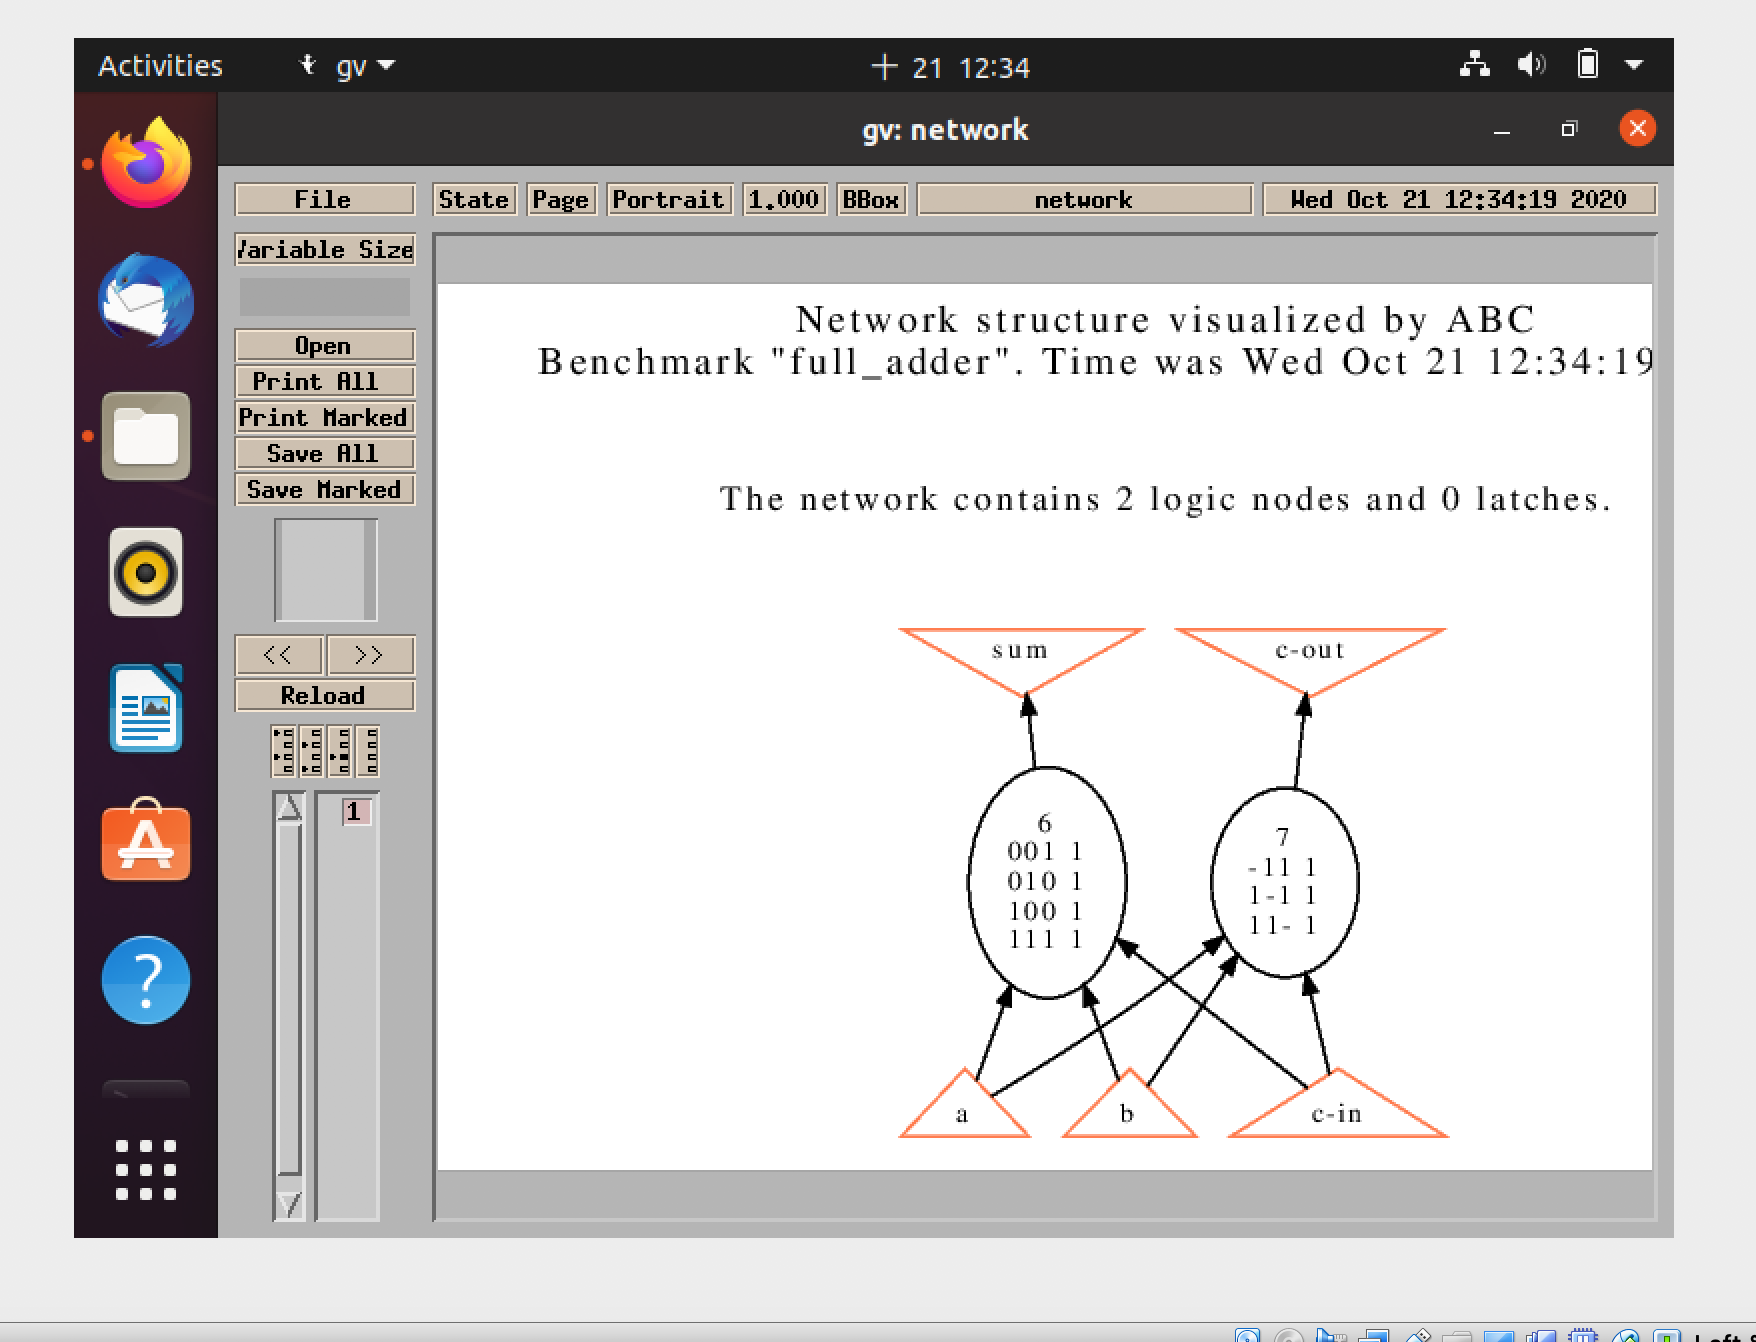 Activities
gv
十 21 12:34
gv: network
File
State
Page
Portrait
1.000
BBox
network
Wed Oct 21 12:34:19 2020
Variable Size
Open
Print All
Print Marked
Save All
Save Marked
<<
>>
Reload
1
Network structure visualized by ABC
Benchmark "full_adder". Time was Wed Oct 21 12:34:19
The network contains 2 logic nodes and 0 latches.
sum
c-out
6
001 1
010 1
100 1
111 1
7
-11 1
1-1 1
11- 1
a
b
c-in